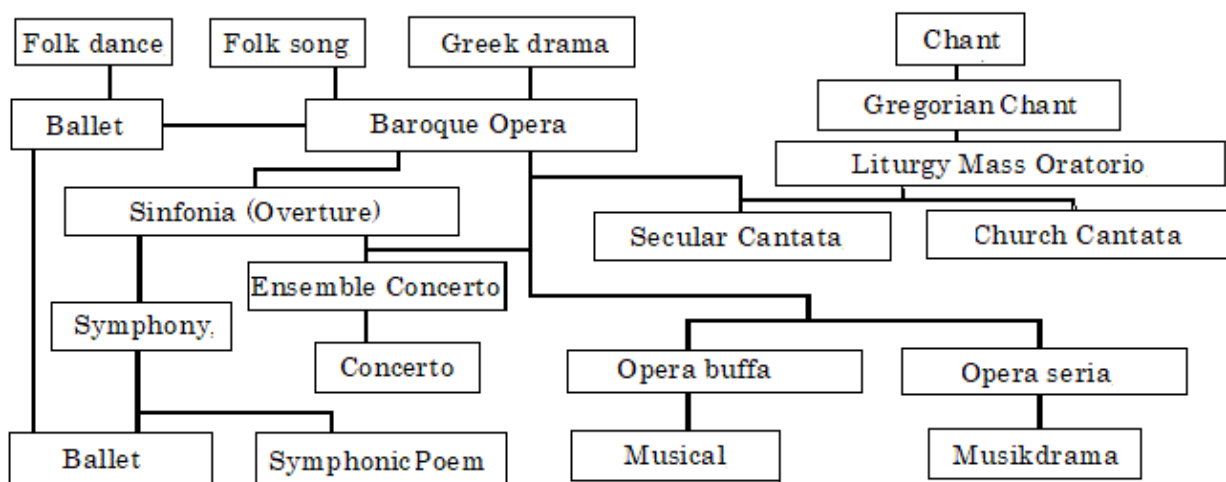 Folk dance
Folk song
Greek drama
Chant
Gregorian Chant
Ballet
Baroque Opera
Liturgy Mass Oratorio
Sinfonia (Overture)
Secular Cantata
Church Cantata
Ensemble Concerto
Symphony,
Concerto
Opera buffa
Opera seria
Ballet
Symphonic Poem
Musical
Musikdrama